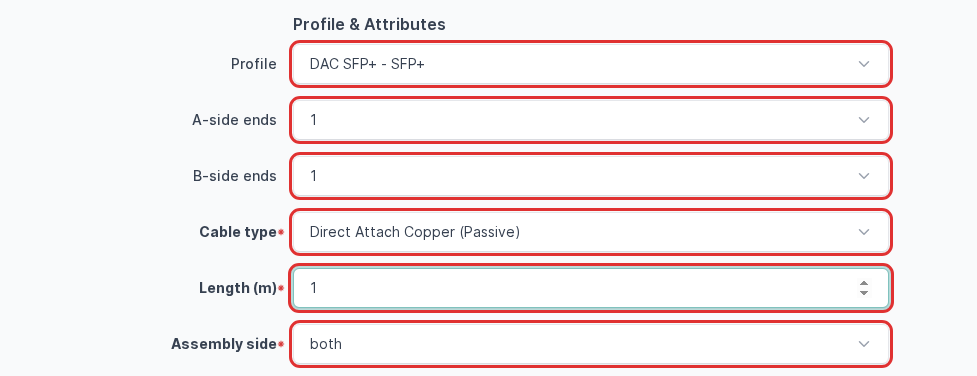 Profile & Attributes
Profile DAC SFP+ - SFP+
A-side ends 1
B-side ends 1
Cable type* Direct Attach Copper (Passive)
Length (m)* 1
Assembly side* both